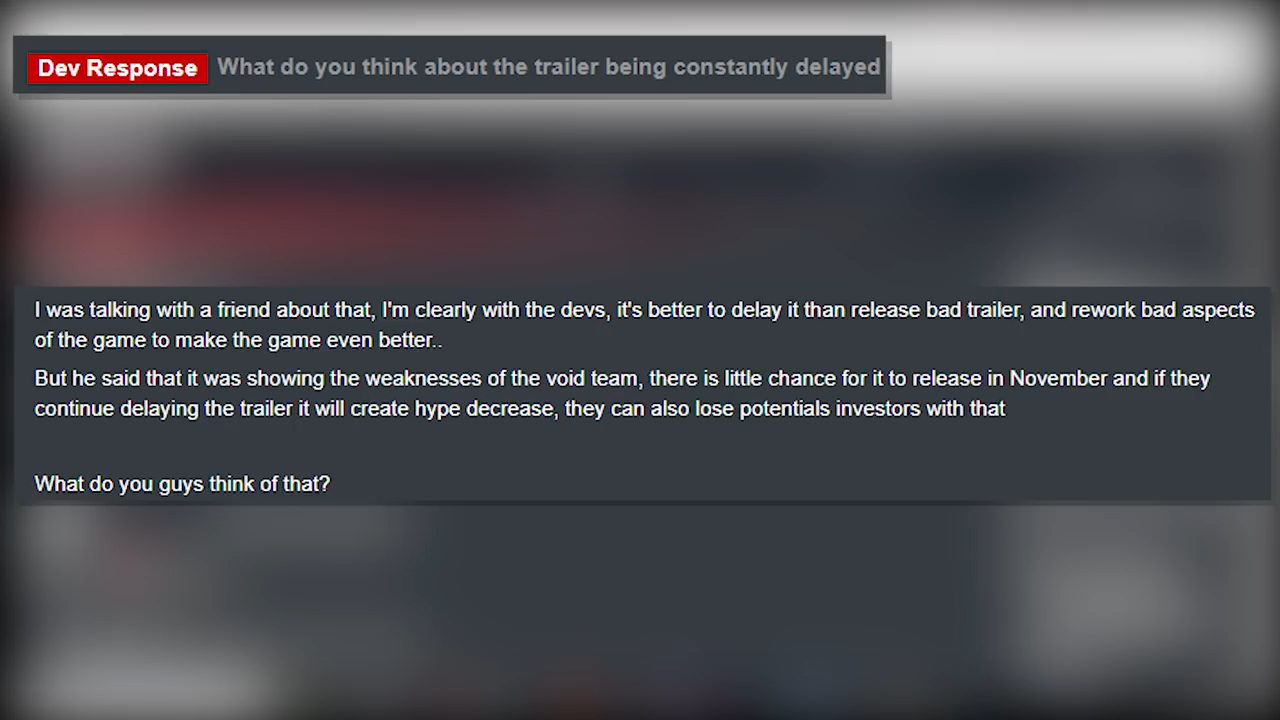 Dev Response What do you think about the trailer being constantly delayed
I was talking with a friend about that, I'm clearly with the devs, it's better to delay it than release bad trailer, and rework bad aspects
of the game to make the game even better..
But he said that it was showing the weaknesses of the void team, there is little chance for it to release in November and if they
continue delaying the trailer it will create hype decrease, they can also lose potentials investors with that
What do you guys think of that?